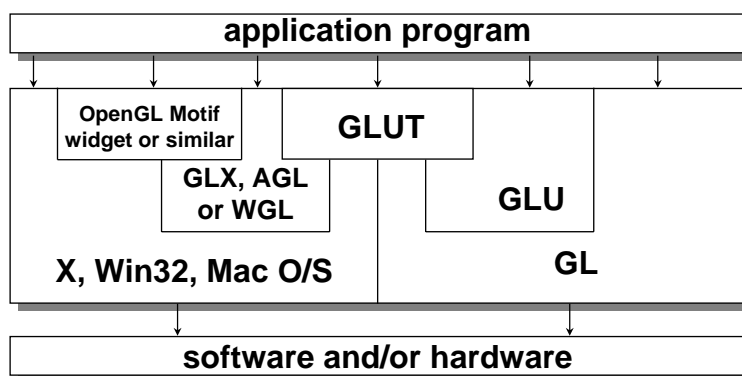 application program
OpenGL Motif
widget or similar
GLUT
GLX, AGL
or WGL
GLU
X, Win32, Mac O/S
GL
software and/or hardware